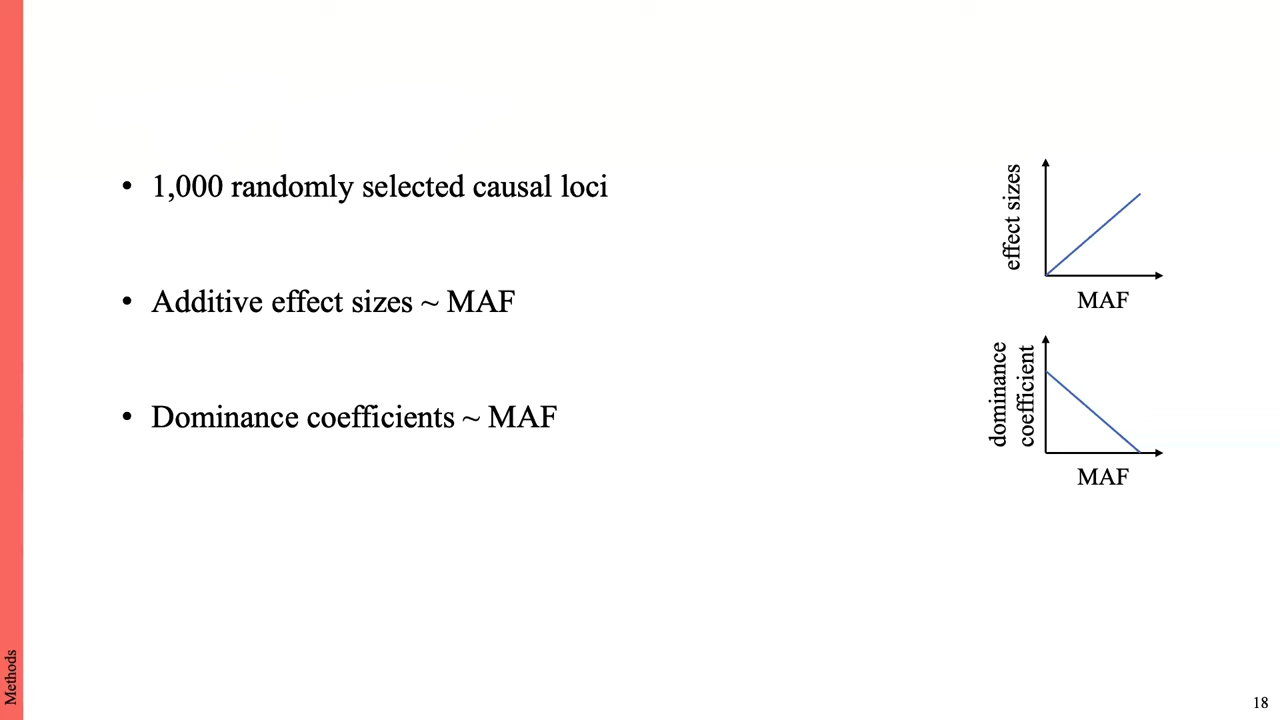 • 1,000 randomly selected causal loci
• Additive effect sizes ~ MAF
• Dominance coefficients ~ MAF
effect sizes
MAF
dominance
coefficient
MAF
Methods
18